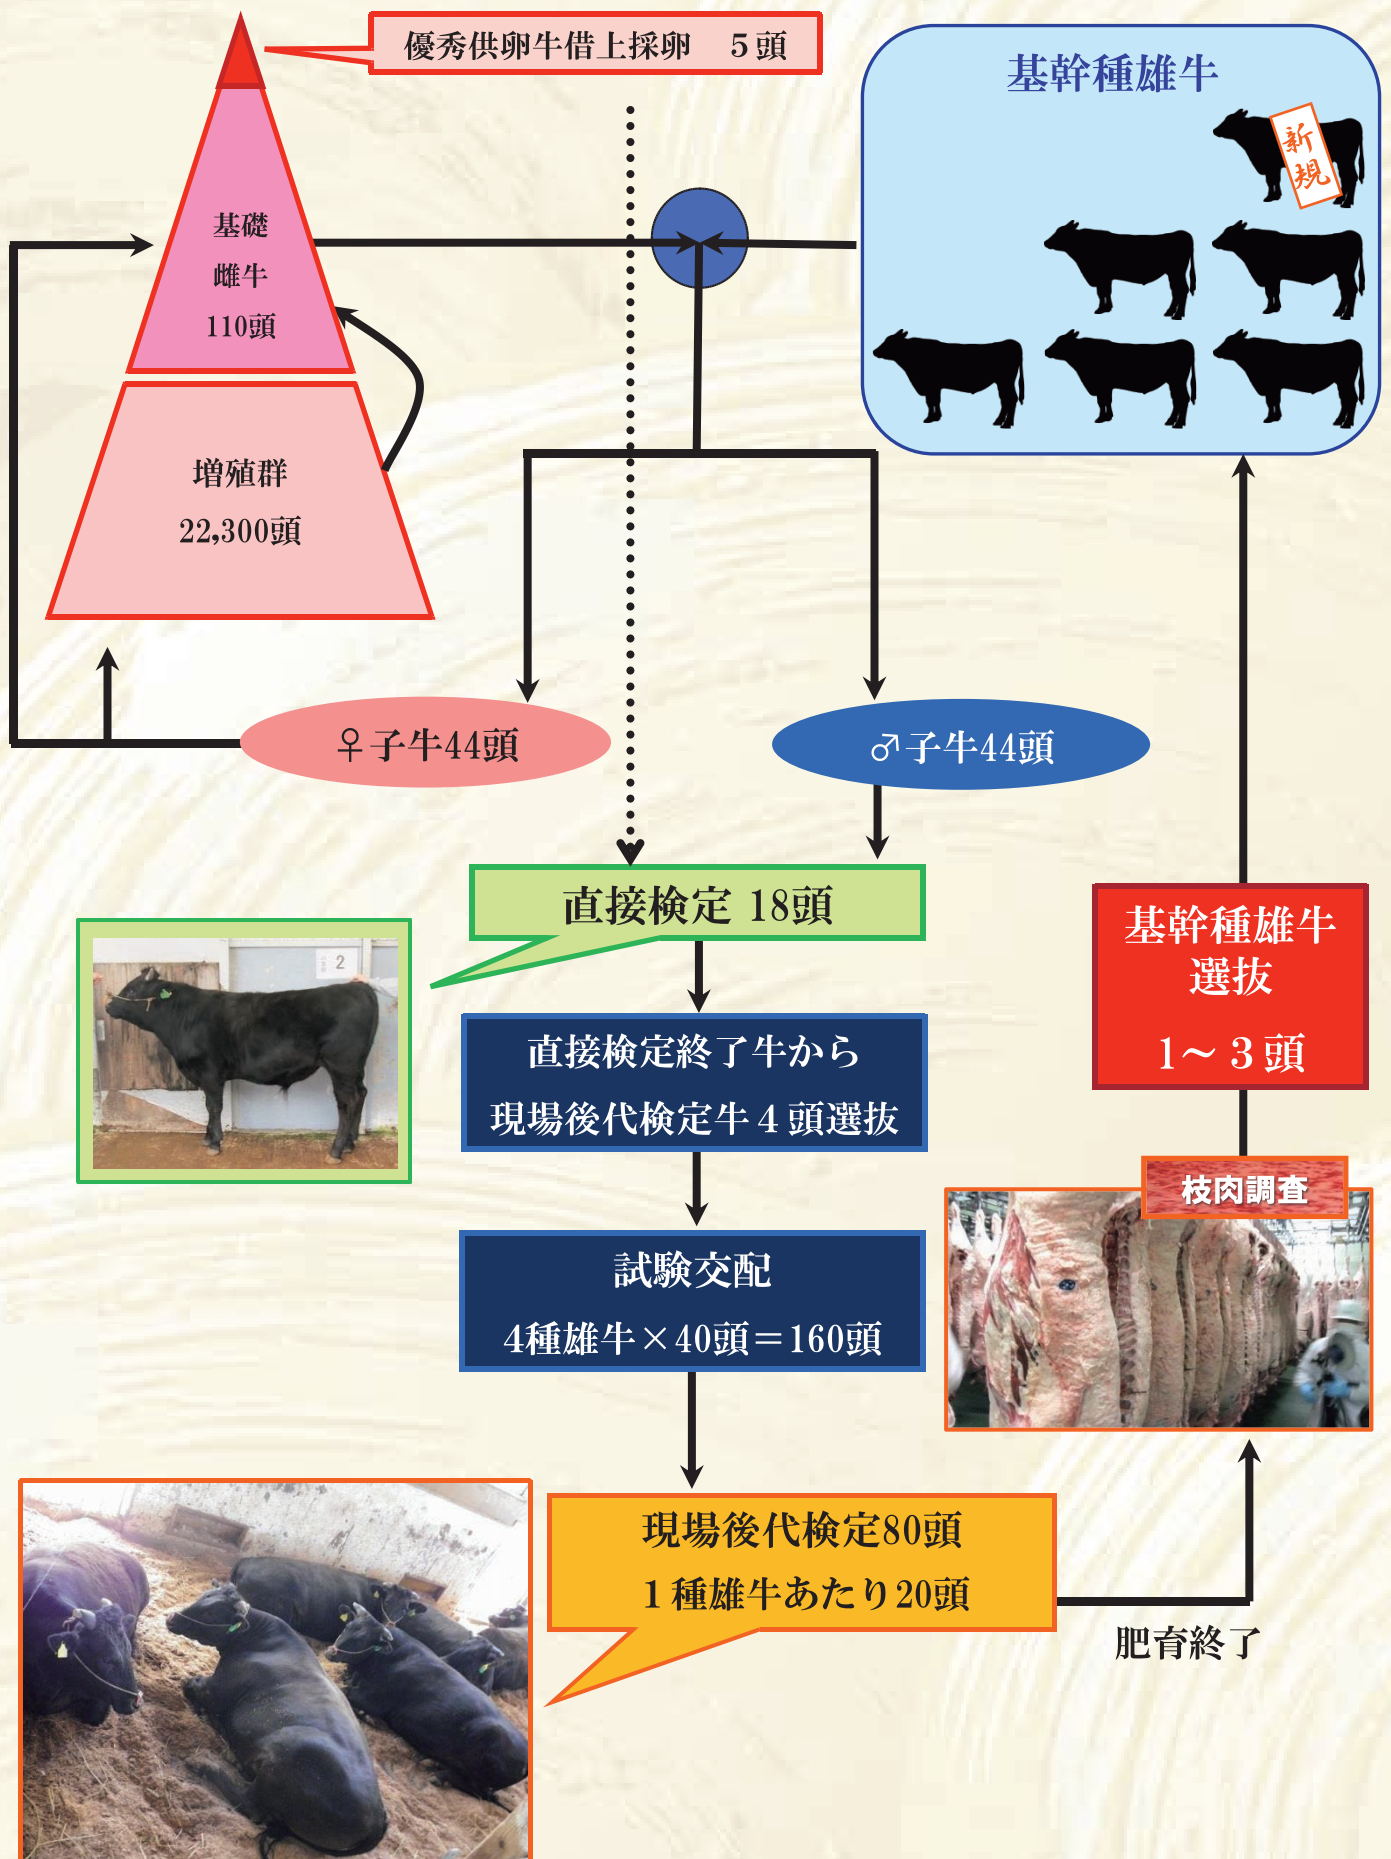 優秀供卵牛借上採卵　５頭
基幹種雄牛
新規
基礎
雌牛
110頭
増殖群
22,300頭
♀子牛44頭
♂子牛44頭
直接検定 18頭
2
直接検定終了牛から
現場後代検定牛４頭選抜
試験交配
4種雄牛×40頭＝160頭
現場後代検定80頭
１種雄牛あたり20頭
肥育終了
枝肉調査
基幹種雄牛
選抜
1～３頭